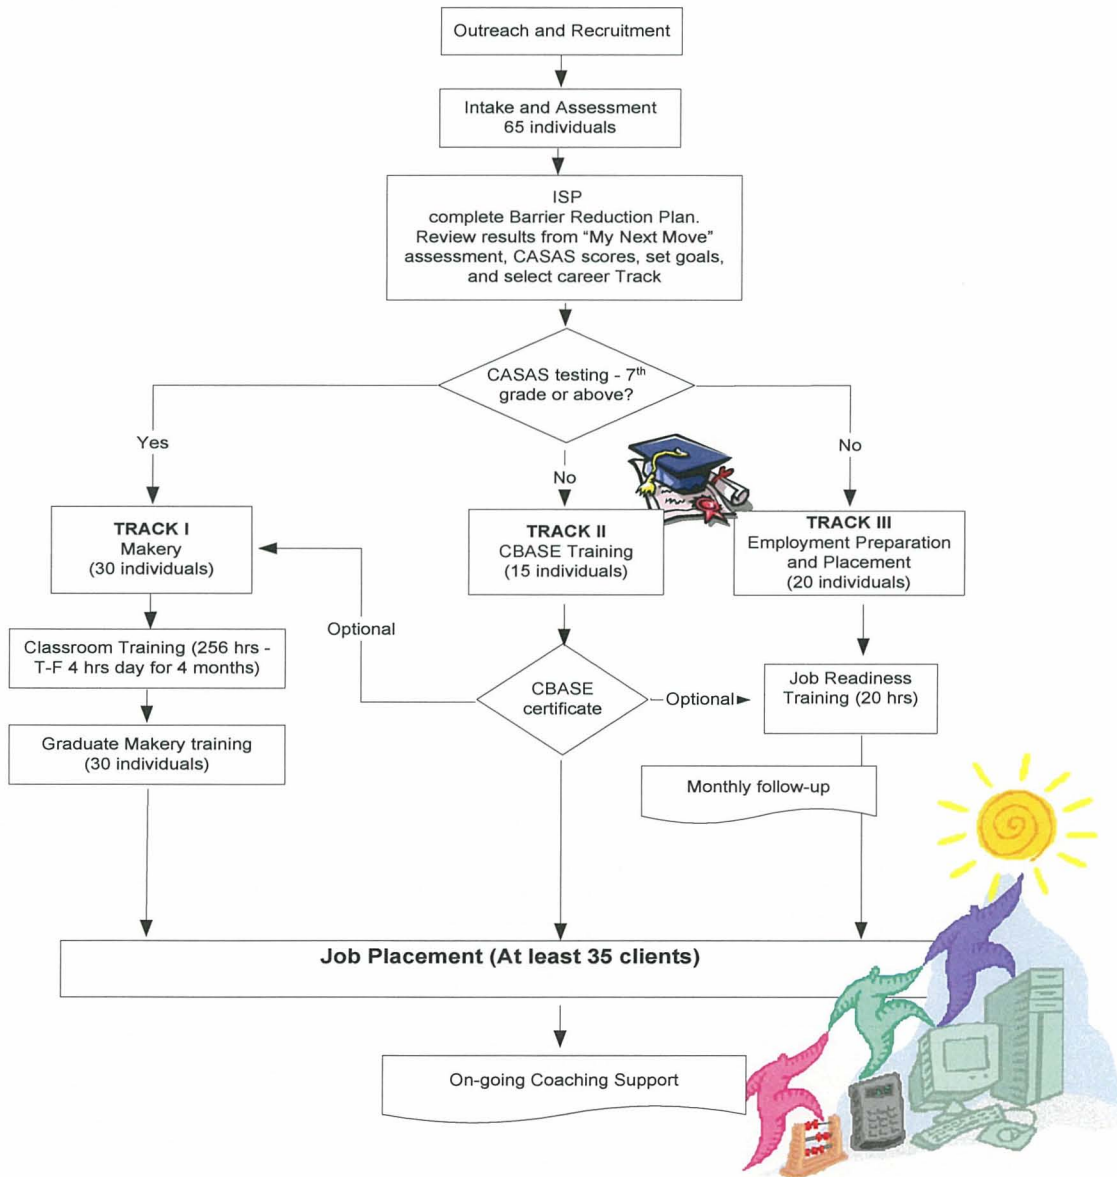 Outreach and Recruitment
Intake and Assessment
65 individuals
ISP
complete Barrier Reduction Plan.
Review results from “My Next Move”
assessment, CASAS scores, set goals,
and select career Track
CASAS testing - 7th
grade or above?
Yes
No
No
TRACK I
Makery
(30 individuals)
TRACK II
CBASE Training
(15 individuals)
TRACK III
Employment Preparation
and Placement
(20 individuals)
Optional
Classroom Training (256 hrs -
T-F 4 hrs day for 4 months)
CBASE
certificate
Optional
Job Readiness
Training (20 hrs)
Graduate Makery training
(30 individuals)
Monthly follow-up
Job Placement (At least 35 clients)
On-going Coaching Support